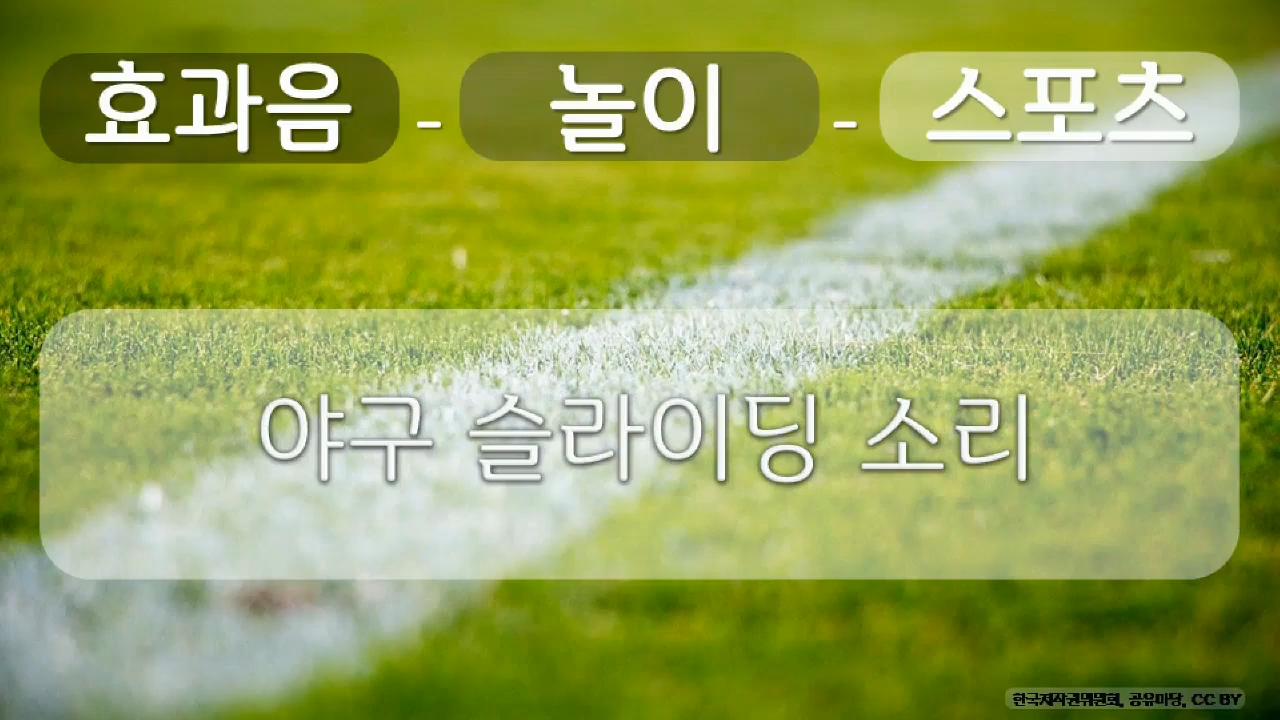 효과음 - 놀이 - 스포츠
야구 슬라이딩 소리
한국저작권위원회, 공유마당, CC BY